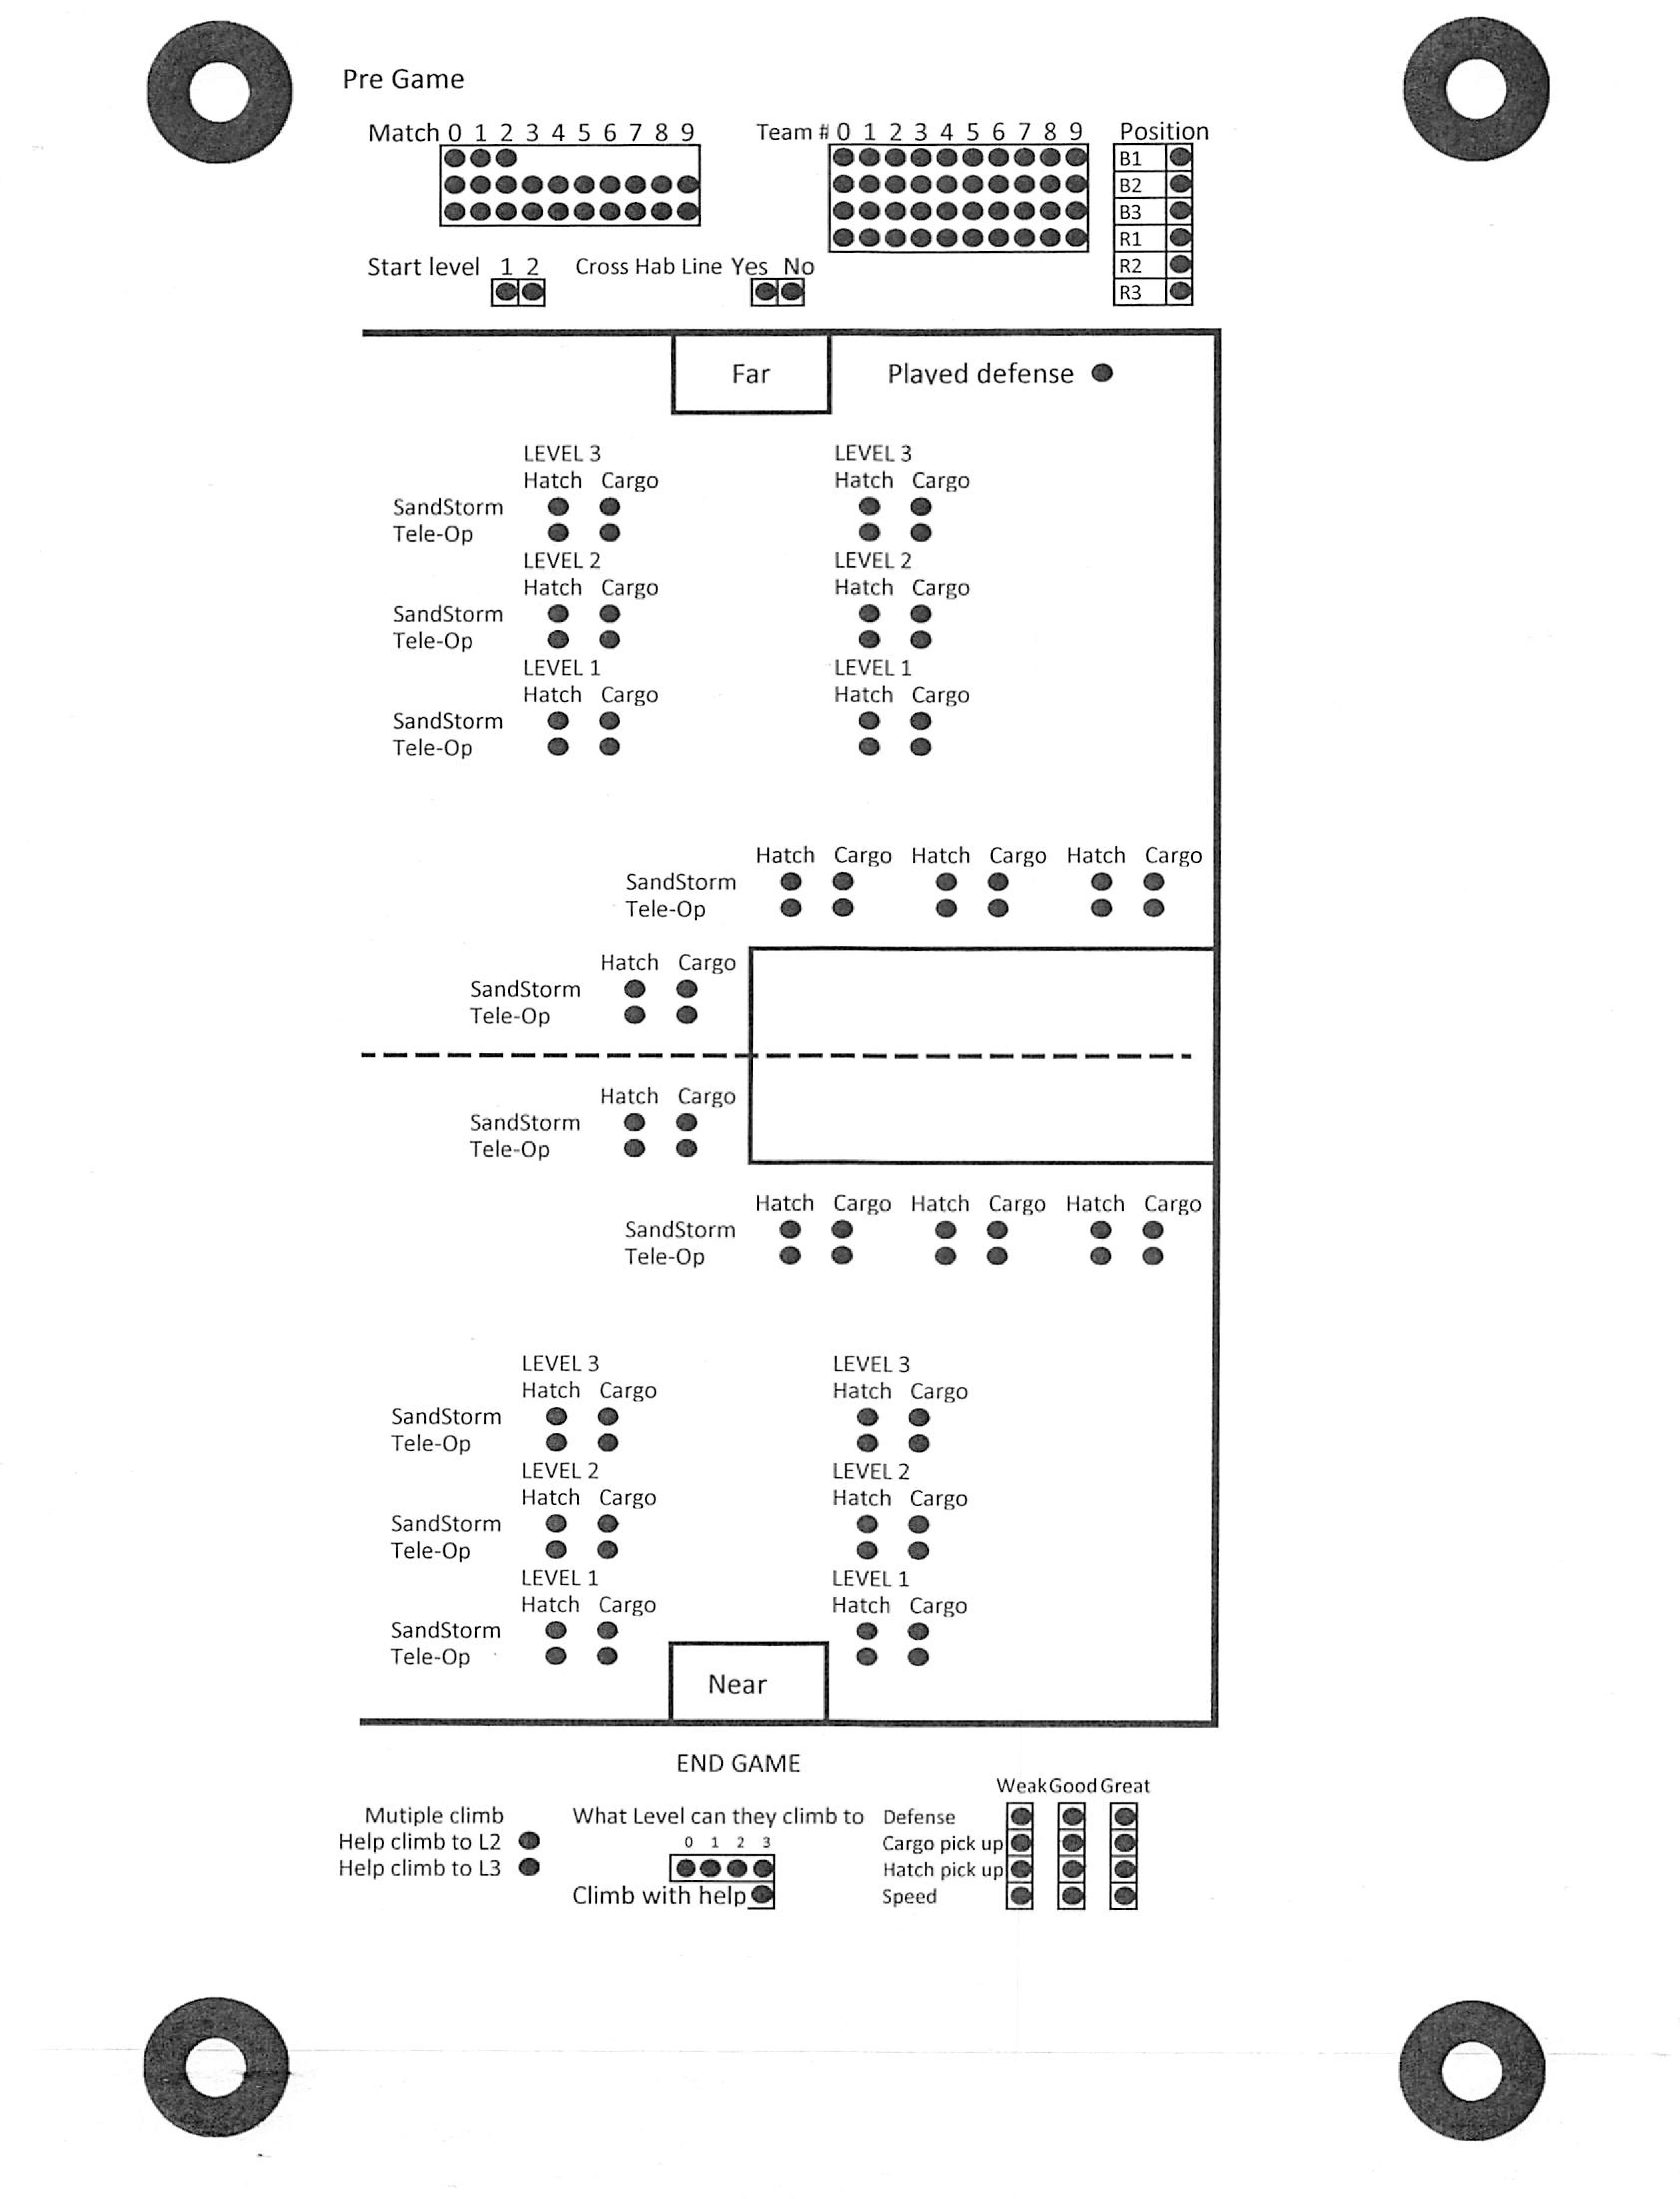 Pre Game
Match 0 1 2 3 4 5 6 7 8 9
Team # 0 1 2 3 4 5 6 7 8 9
Position
B1
B2
B3
R1
R2
R3
Start level 1 2
Cross Hab Line Yes No
Far
Plaved defense
LEVEL 3 LEVEL 3
Hatch Cargo Hatch Cargo
SandStorm
Tele-Op
LEVEL 2 LEVEL 2
Hatch Cargo Hatch Cargo
SandStorm
Tele-Op
LEVEL 1 LEVEL 1
Hatch Cargo Hatch Cargo
SandStorm
Tele-Op
Hatch Cargo Hatch Cargo Hatch Cargo
SandStorm
Tele-Op
Hatch Cargo
SandStorm
Tele-Op
Hatch Cargo
SandStorm
Tele-Op
Hatch Cargo Hatch Cargo Hatch Cargo
SandStorm
Tele-Op
LEVEL 3 LEVEL 3
Hatch Cargo Hatch Cargo
SandStorm
Tele-Op
LEVEL 2 LEVEL 2
Hatch Cargo Hatch Cargo
SandStorm
Tele-Op
LEVEL 1 LEVEL 1
Hatch Cargo Hatch Cargo
SandStorm
Tele-Op
Near
END GAME
Mutiple climb
Help climb to L2
Help climb to L3
What Level can they climb to
0 1 2 3
Climb with help
Weak Good Great
Defense
Cargo pick up
Hatch pick up
Speed